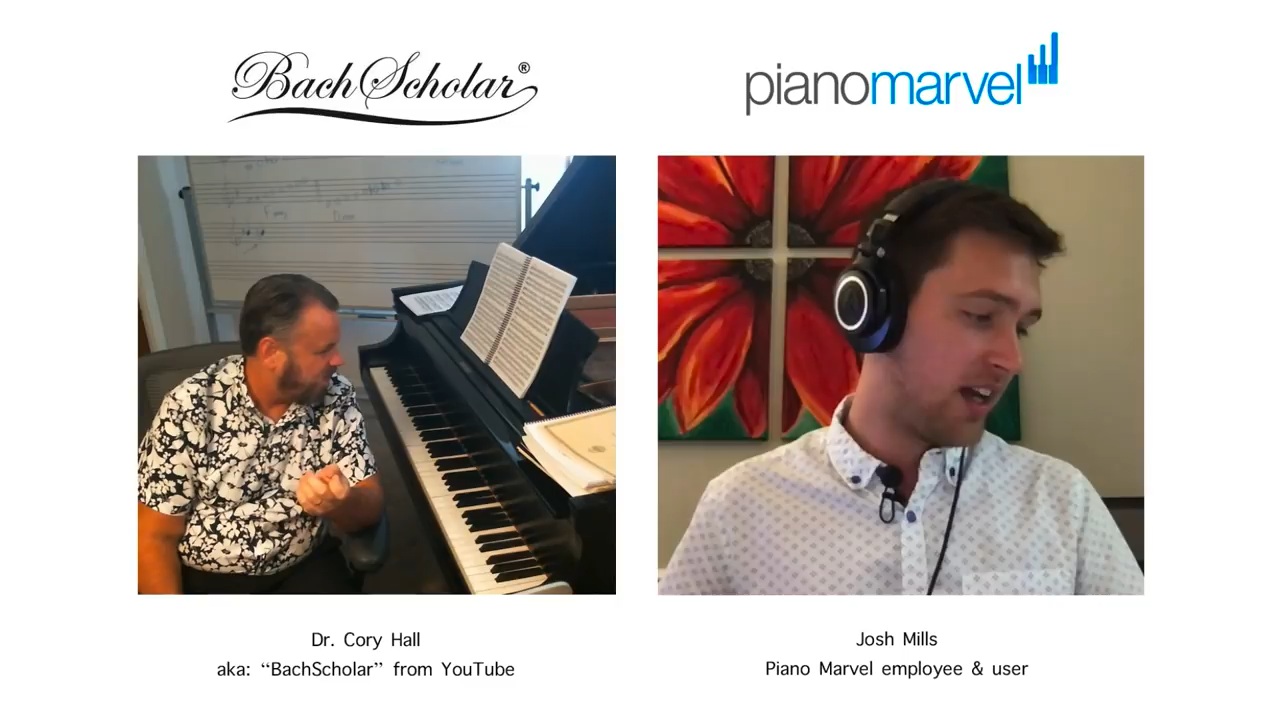 BachScholar®
pianomarvel
Dr. Cory Hall
aka: “BachScholar” from YouTube
Josh Mills
Piano Marvel employee & user